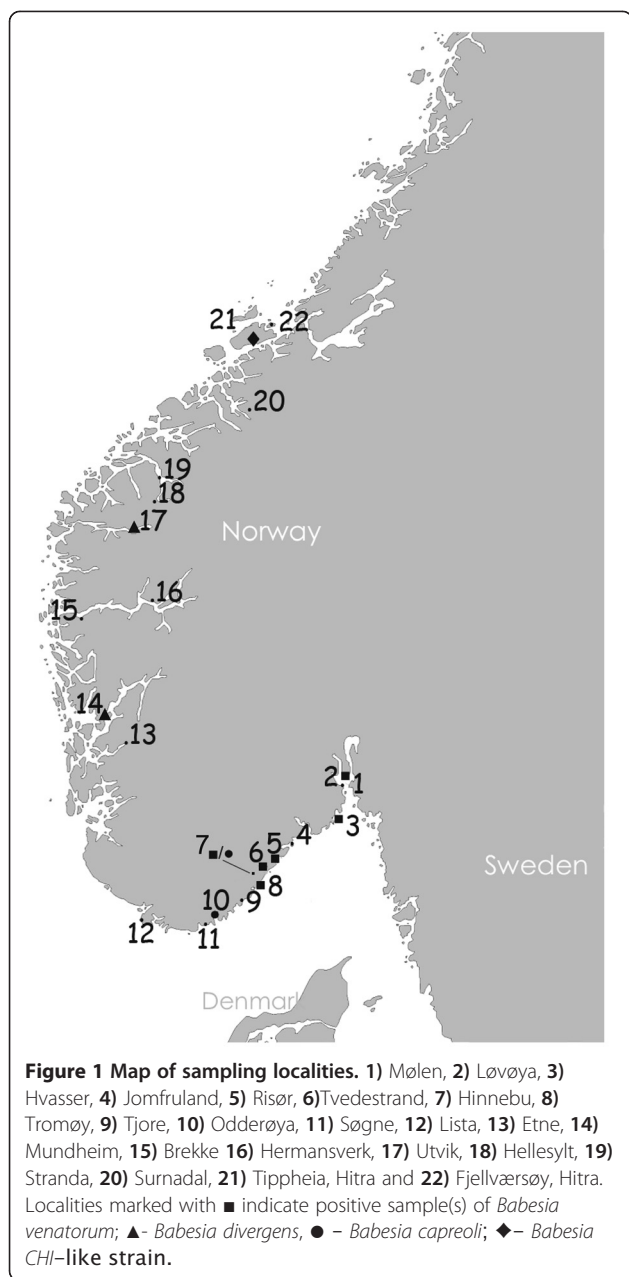 21 22
20
19
18
17
Norway
16
15
14
13
2 1
3
7 / 6 5 4
8
10 9
12 11
Sweden
Denmar
Figure 1 Map of sampling localities. 1) Mølen, 2) Løvøya, 3)
Hvasser, 4) Jomfruland, 5) Risør, 6)Tvedestrand, 7) Hinnebu, 8)
Tromøy, 9) Tjore, 10) Odderøya, 11) Søgne, 12) Lista, 13) Etne, 14)
Mundheim, 15) Brekke 16) Hermansverk, 17) Utvik, 18) Hellesylt, 19)
Stranda, 20) Surnadal, 21) Tippheia, Hitra and 22) Fjellværsøy, Hitra.
Localities marked with ■ indicate positive sample(s) of Babesia
venatorum; ▲- Babesia divergens, ● – Babesia capreoli; ◆– Babesia
CHI–like strain.